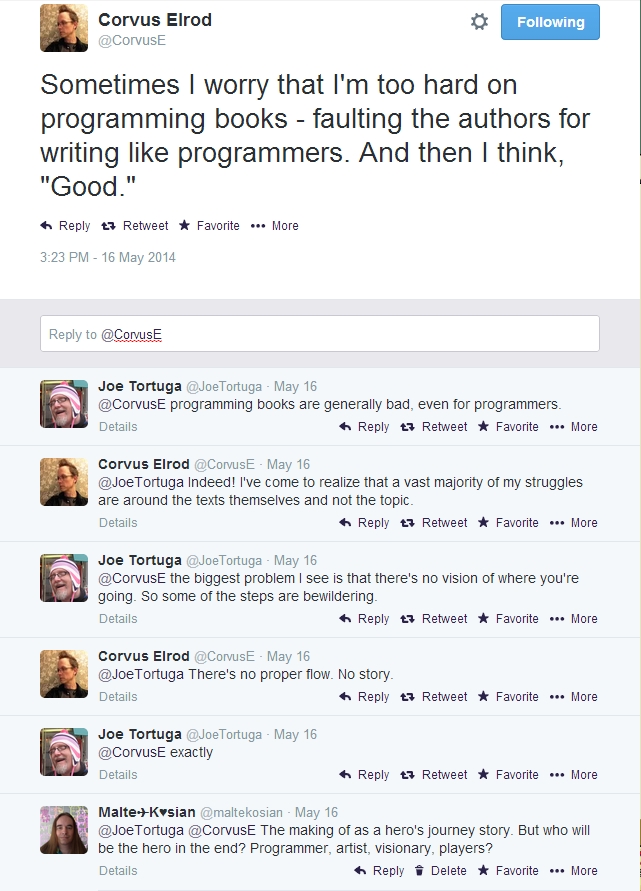 Corvus Elrod
@CorvusE
Following
Sometimes I worry that I'm too hard on
programming books - faulting the authors for
writing like programmers. And then I think,
"Good."
Reply Retweet Favorite More
3:23 PM - 16 May 2014
Reply to @CorvusE
Joe Tortuga @JoeTortuga · May 16
@CorvusE programming books are generally bad, even for programmers.
Details Reply Retweet Favorite More
Corvus Elrod @CorvusE · May 16
@JoeTortuga Indeed! I've come to realize that a vast majority of my struggles
are around the texts themselves and not the topic.
Details Reply Retweet Favorite More
Joe Tortuga @JoeTortuga · May 16
@CorvusE the biggest problem I see is that there's no vision of where you're
going. So some of the steps are bewildering.
Details Reply Retweet Favorite More
Corvus Elrod @CorvusE · May 16
@JoeTortuga There's no proper flow. No story.
Details Reply Retweet Favorite More
Joe Tortuga @JoeTortuga · May 16
@CorvusE exactly
Details Reply Retweet Favorite More
Malte✈K♥sian @maltekosian · May 16
@JoeTortuga @CorvusE The making of as a hero's journey story. But who will
be the hero in the end? Programmer, artist, visionary, players?
Details Reply Delete Favorite More